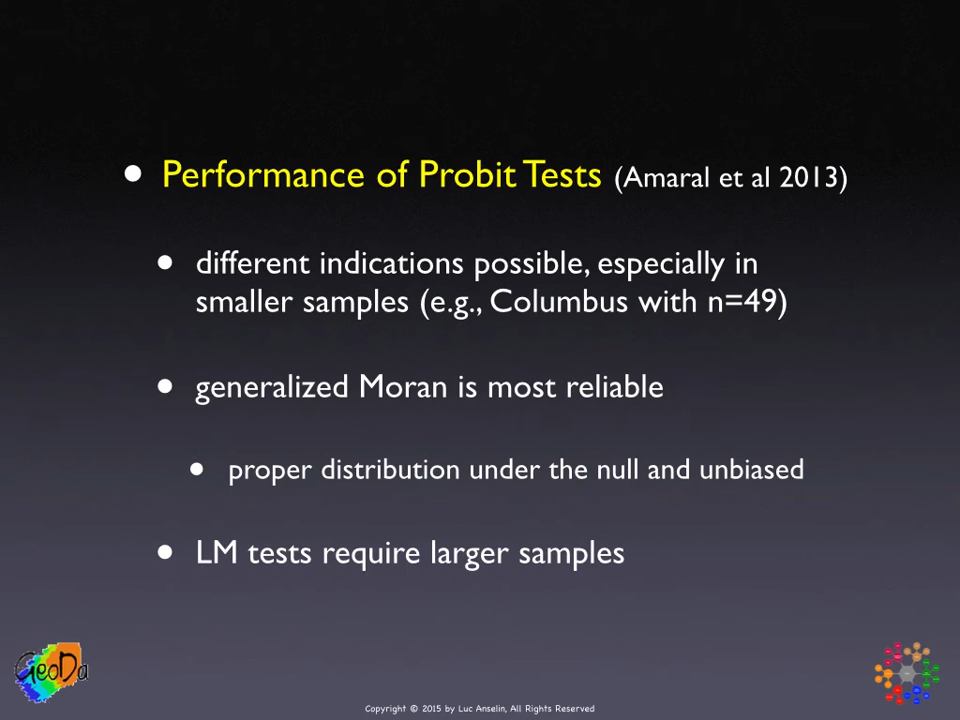 • Performance of Probit Tests (Amaral et al 2013)
• different indications possible, especially in
smaller samples (e.g., Columbus with n=49)
• generalized Moran is most reliable
• proper distribution under the null and unbiased
• LM tests require larger samples
GeoDa
Copyright © 2015 by Luc Anselin, All Rights Reserved